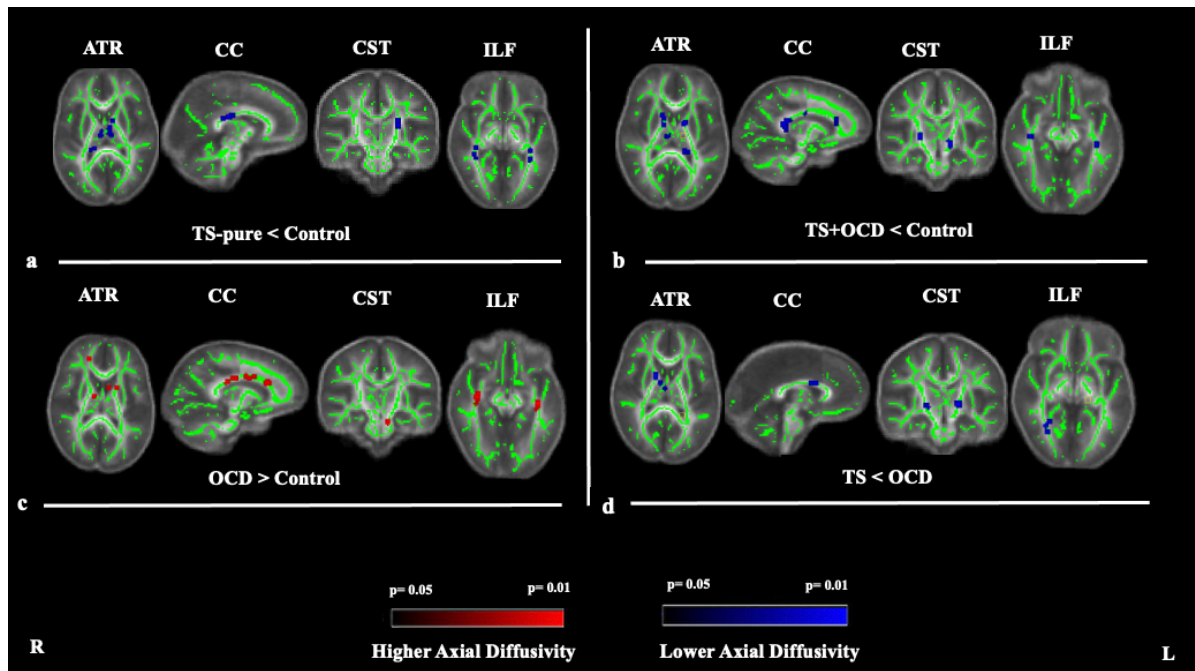 ATR CC CST ILF
TS-pure < Control
a
ATR CC CST ILF
TS+OCD < Control
b
ATR CC CST ILF
OCD > Control
c
ATR CC CST ILF
TS < OCD
d
p= 0.05 p= 0.01
Higher Axial Diffusivity
p= 0.05 p= 0.01
Lower Axial Diffusivity
R
L